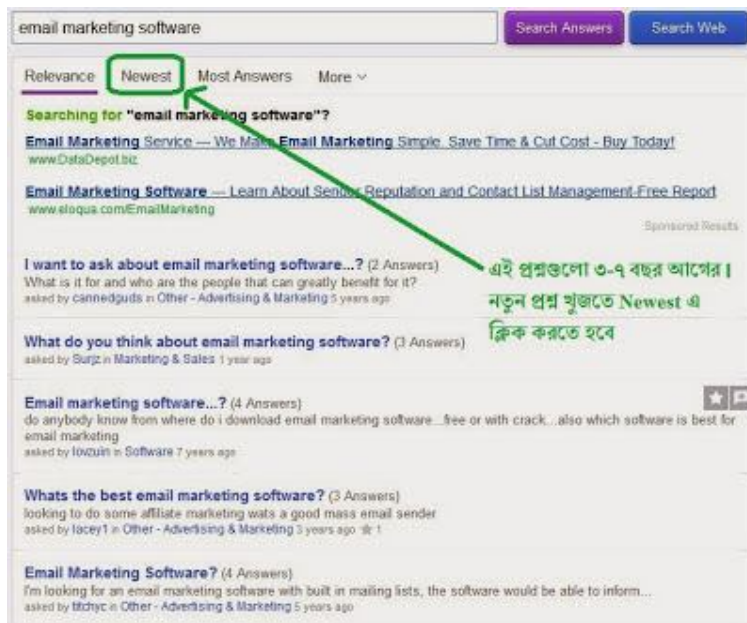 email marketing software
Search Answers
Search Web
Relevance Newest Most Answers More
Searching for "email marketing software"?
Email Marketing Service — We Make Email Marketing Simple. Save Time & Cut Cost - Buy Today!
www.DataDepot.biz
Email Marketing Software — Learn About Sender Reputation and Contact List Management-Free Report
www.eloqua.com/EmailMarketing
Sponsored Results
I want to ask about email marketing software...? (2 Answers)
What is it for and who are the people that can greatly benefit for it?
asked by cannedguds in Other - Advertising & Marketing 5 years ago
এই প্রশ্নগুলো ৩-৭ বছর আগের।
নতুন প্রশ্ন খুজতে Newest এ
ক্লিক করতে হবে
What do you think about email marketing software? (3 Answers)
asked by Surjz in Marketing & Sales 1 year ago
Email marketing software...? (4 Answers)
do anybody know from where do i download email marketing software...free or with crack...also which software is best for
email marketing
asked by lovzuin in Software 7 years ago
Whats the best email marketing software? (3 Answers)
looking to do some affiliate marketing wats a good mass email sender
asked by lacey1 in Other - Advertising & Marketing 3 years ago 1
Email Marketing Software? (4 Answers)
I'm looking for an email marketing software with built in mailing lists, the software would be able to inform...
asked by titchyc in Other - Advertising & Marketing 5 years ago